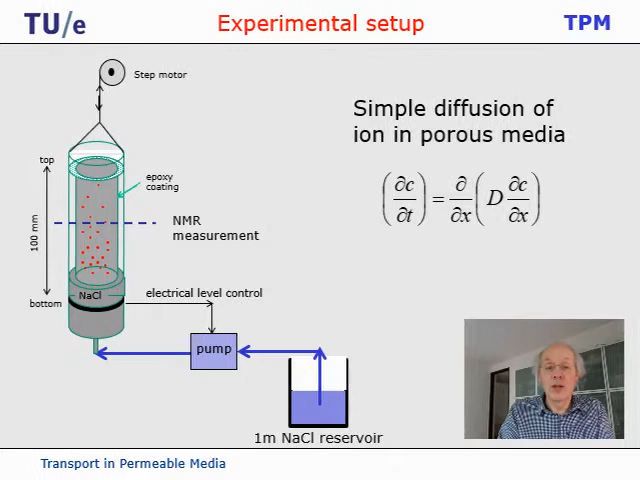 TU/e
Experimental setup
TPM
Step motor
Simple diffusion of
ion in porous media
top
epoxy
coating
(∂c/∂t) = ∂/∂x (D ∂c/∂x)
100 mm
NMR
measurement
NaCl
electrical level control
bottom
pump
1m NaCl reservoir
Transport in Permeable Media